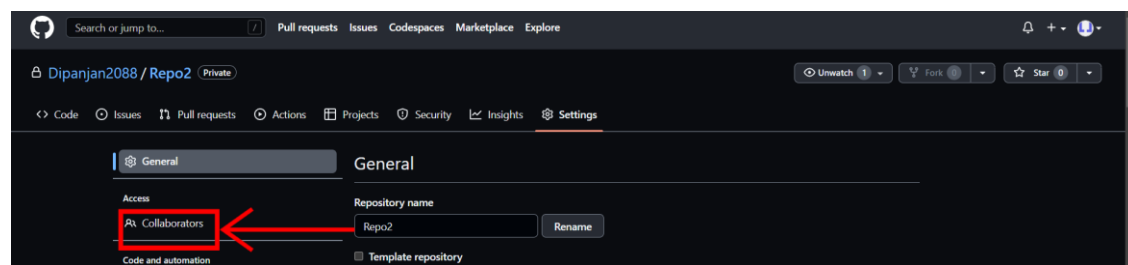 Search or jump to... / Pull requests Issues Codespaces Marketplace Explore
Dipanjan2088 / Repo2 Private Unwatch 1 Fork 0 Star 0
<> Code Issues Pull requests Actions Projects Security Insights Settings
General
General
Access
Repository name
Collaborators
Repo2 Rename
Code and automation
Template repository